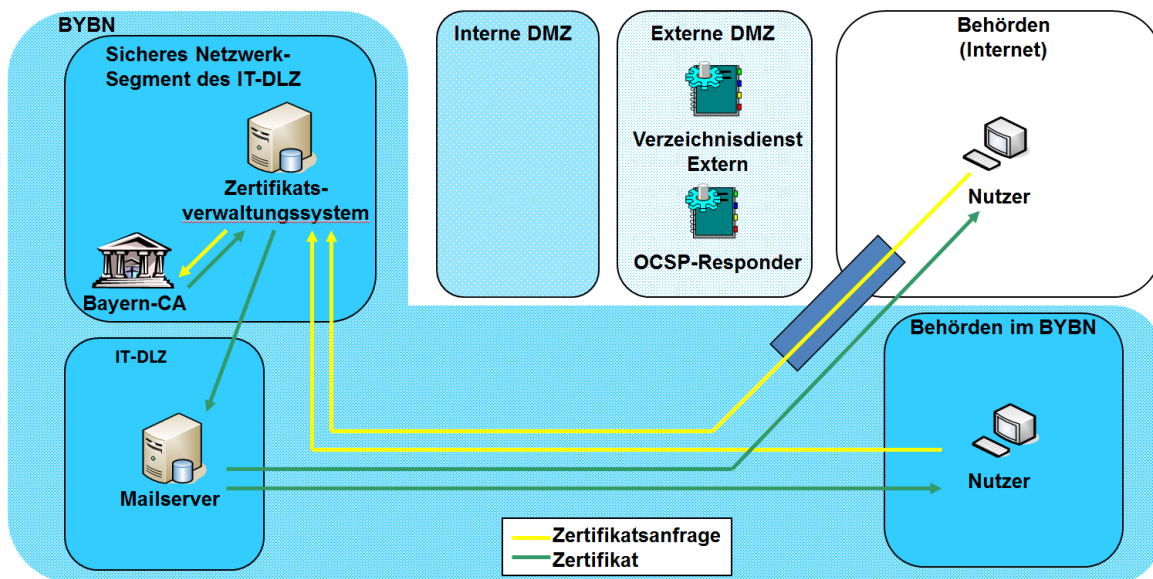 BYBN
Sicheres Netzwerk-
Segment des IT-DLZ
Zertifikats-
verwaltungssystem
Bayern-CA
Interne DMZ
Externe DMZ
Verzeichnisdienst
Extern
OCSP-Responder
Behörden
(Internet)
Nutzer
IT-DLZ
Mailserver
Behörden im BYBN
Nutzer
Zertifikatsanfrage
Zertifikat